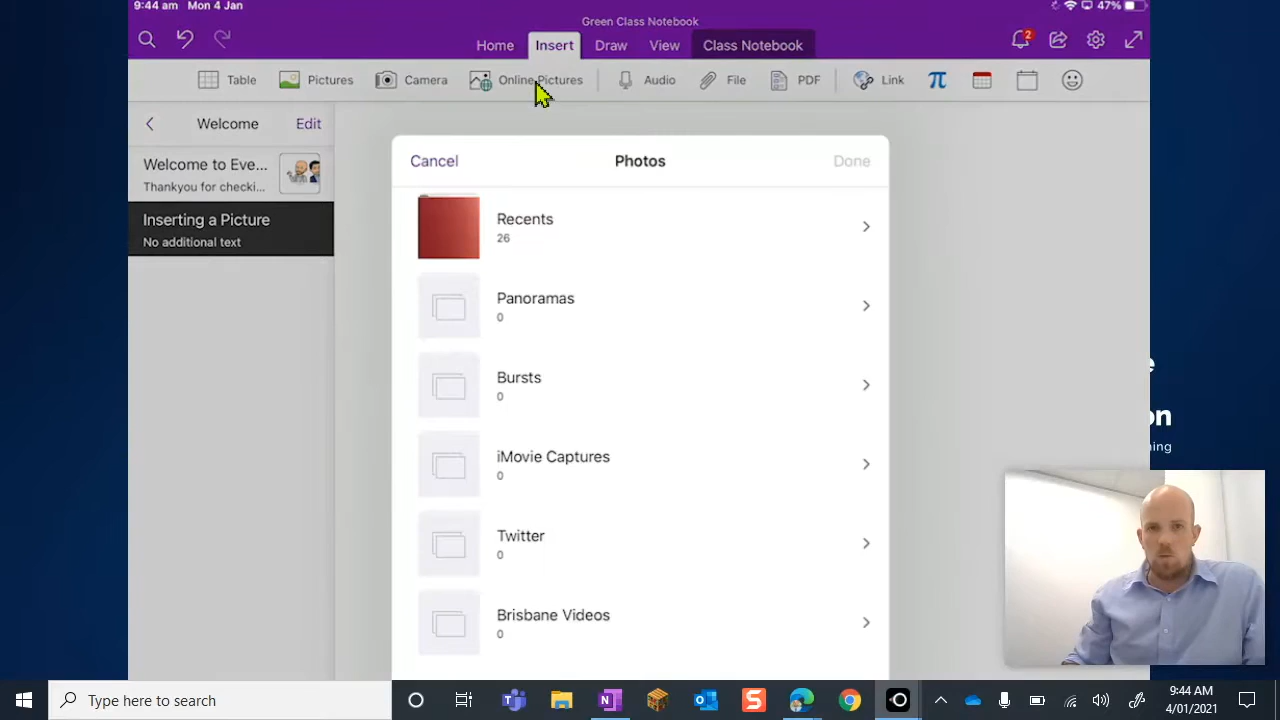 9:44 am Mon 4 Jan
47%
Green Class Notebook
Home Insert Draw View Class Notebook
2
Table Pictures Camera Online Pictures Audio File PDF Link π
Welcome Edit
Welcome to Eve...
Thankyou for checki...
Inserting a Picture
No additional text
Cancel Photos Done
Recents
26
Panoramas
0
Bursts
0
iMovie Captures
0
Twitter
0
Brisbane Videos
0
e
on
ning
Type here to search
9:44 AM
4/01/2021